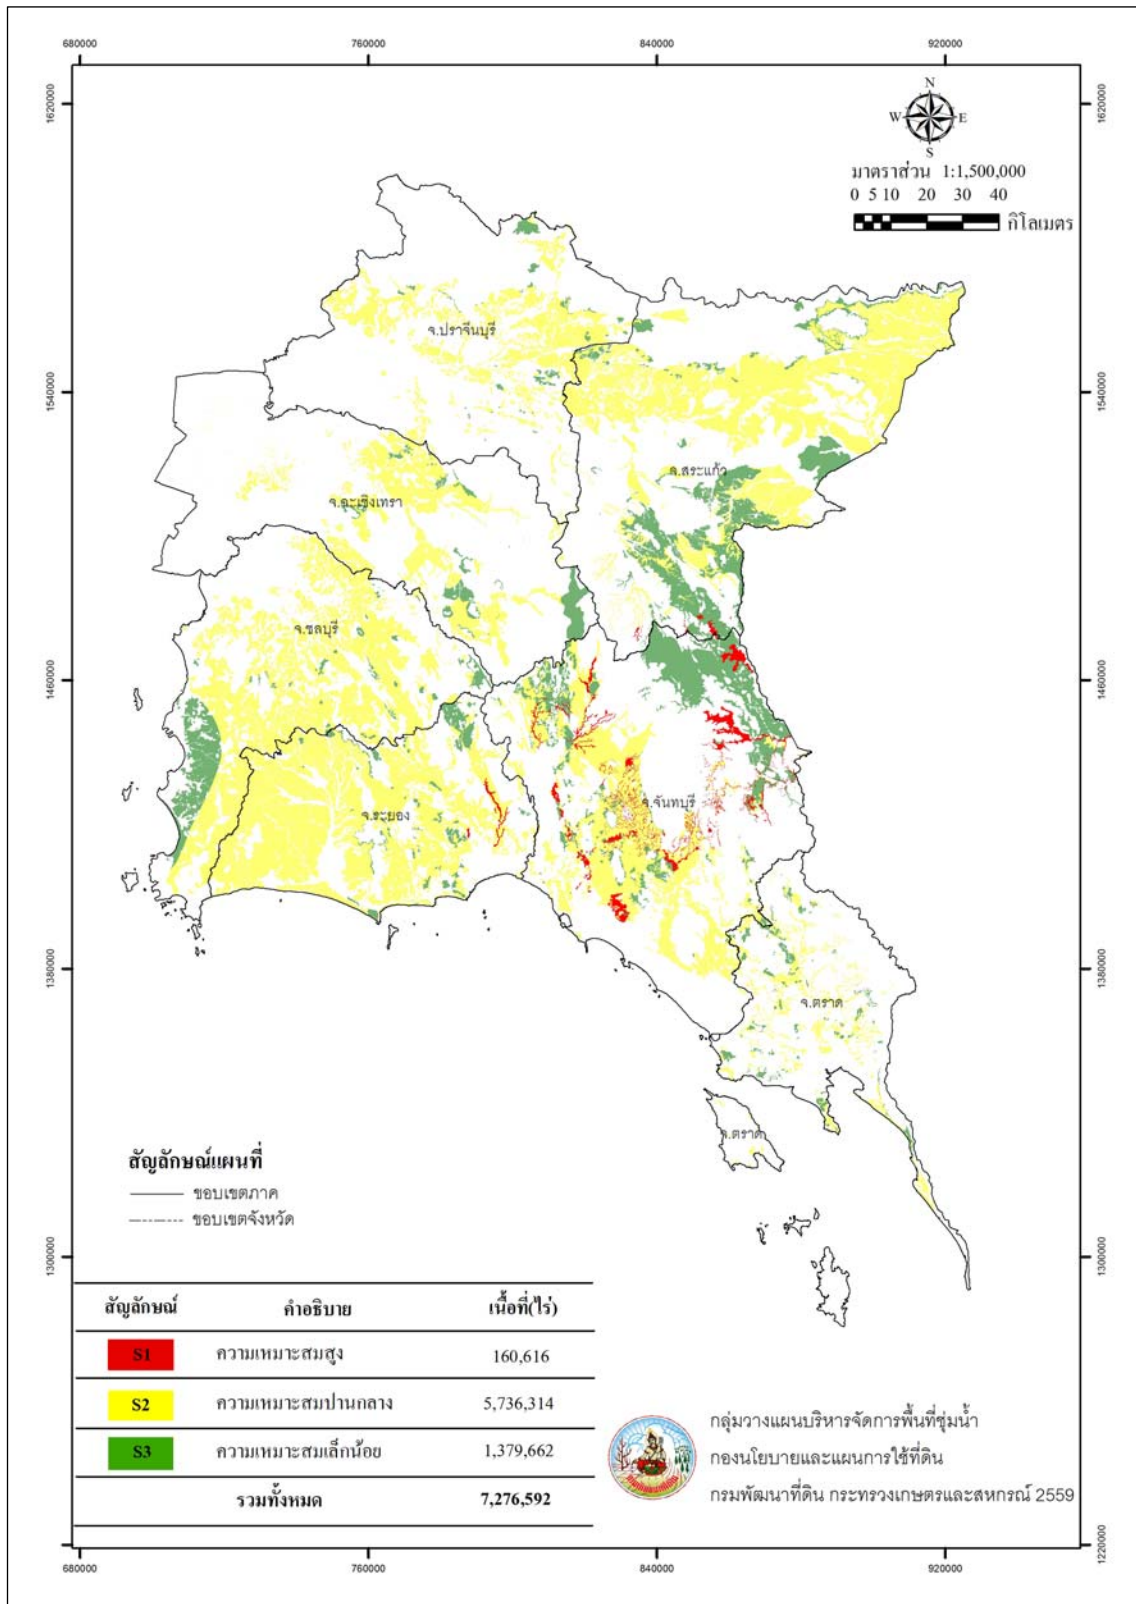 680000 760000 840000 920000
1620000 1620000
N
W E
S
มาตราส่วน 1:1,500,000
0 5 10 20 30 40
กิโลเมตร
จ.ปราจีนบุรี
1540000 1540000
จ.สระแก้ว
จ.ฉะเชิงเทรา
จ.ชลบุรี
1460000 1460000
จ.จันทบุรี
จ.ระยอง
1380000 1380000
จ.ตราด
จ.ตราด
สัญลักษณ์แผนที่
ขอบเขตภาค
ขอบเขตจังหวัด
1300000 1300000
สัญลักษณ์ คำอธิบาย เนื้อที่(ไร่)
S1 ความเหมาะสมสูง 160,616
S2 ความเหมาะสมปานกลาง 5,736,314
S3 ความเหมาะสมเล็กน้อย 1,379,662
รวมทั้งหมด 7,276,592
กลุ่มวางแผนบริหารจัดการพื้นที่ชุ่มน้ำ
กองนโยบายและแผนการใช้ที่ดิน
กรมพัฒนาที่ดิน กระทรวงเกษตรและสหกรณ์ 2559
1220000 1220000
680000 760000 840000 920000